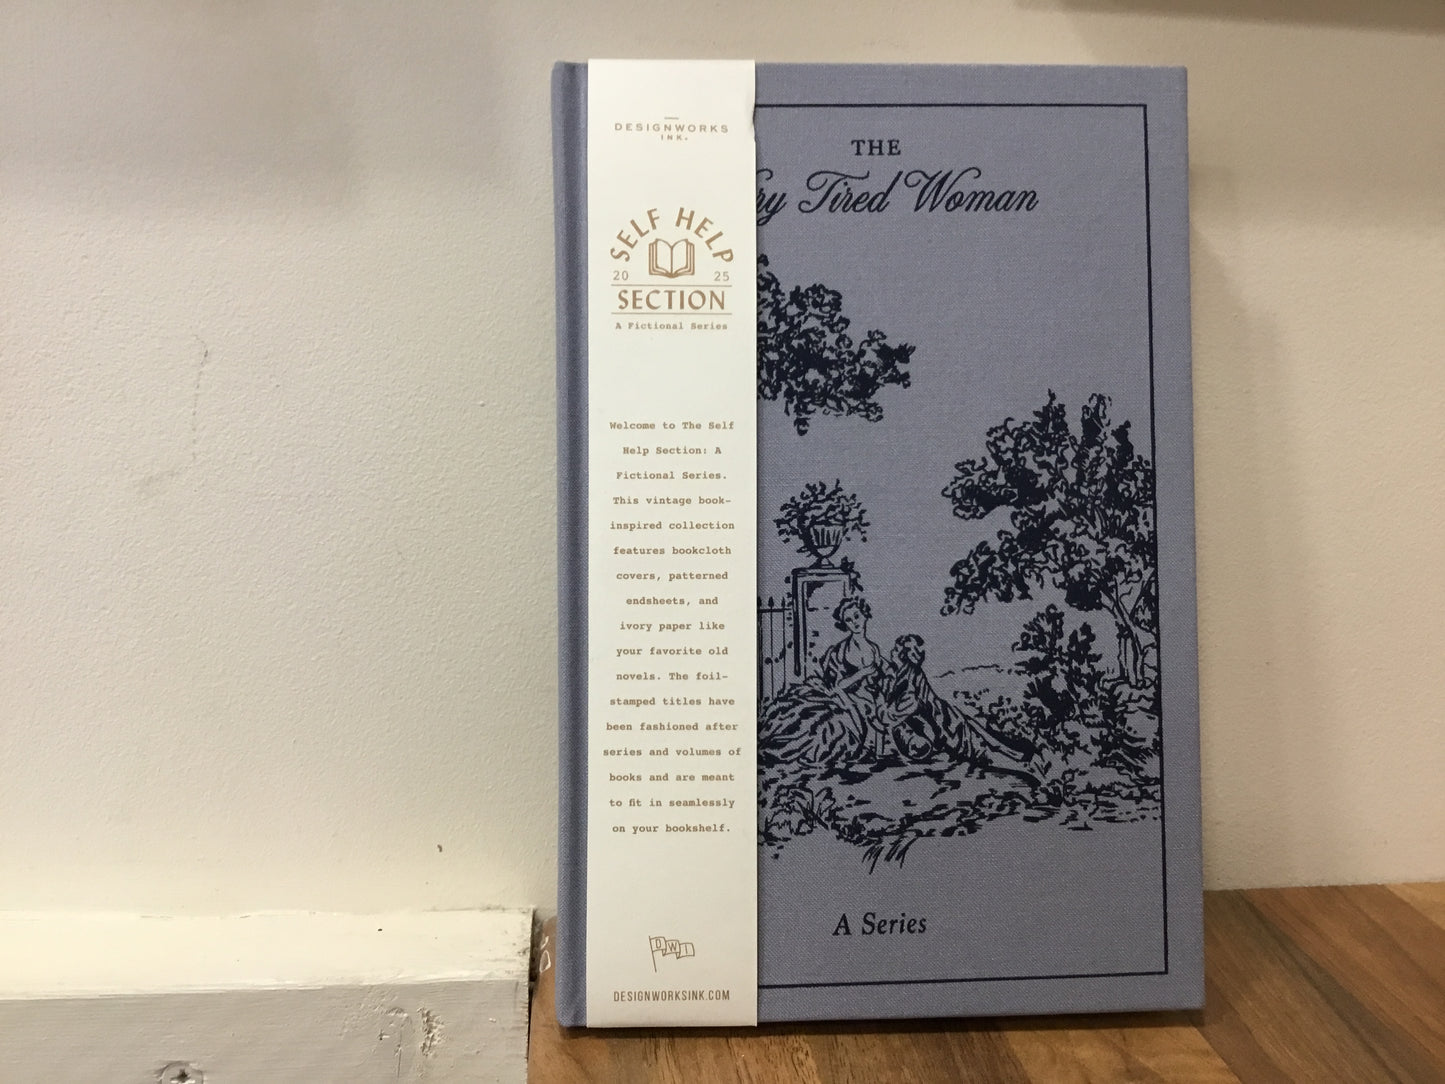 DESIGNWORKS
INK.
SELF HELP
20 25
SECTION
A Fictional Series
Welcome to The Self
Help Section: A
Fictional Series.
This vintage book-
inspired collection
features bookcloth
covers, patterned
endsheets, and
ivory paper like
your favorite old
novels. The foil-
stamped titles have
been fashioned after
series and volumes of
books and are meant
to fit in seamlessly
on your bookshelf.
DWI
DESIGNWORKSINK.COM
THE
Tired Woman
A Series